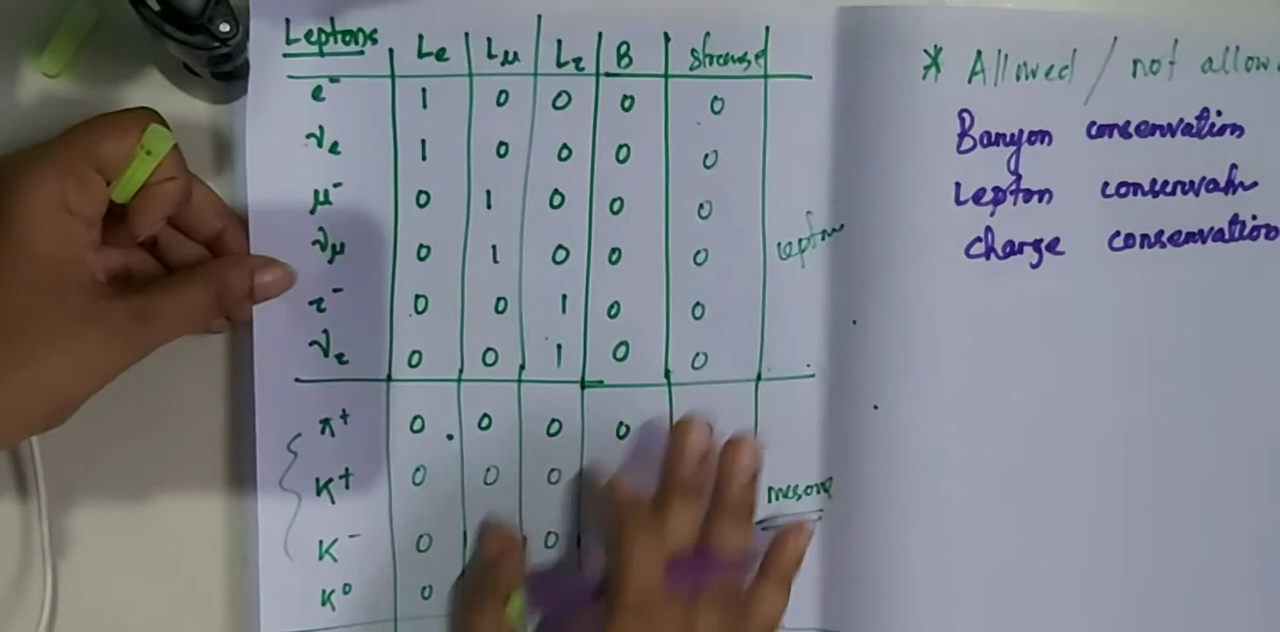 Leptons Le Lμ Lτ B strange
e⁻ 1 0 0 0 0
νe 1 0 0 0 0
μ⁻ 0 1 0 0 0
νμ 0 1 0 0 0
τ⁻ 0 0 1 0 0
ντ 0 0 1 0 0
lepton
π⁺ 0 0 0 0
K⁺ 0 0 0
mesons
K⁻ 0 0
K⁰ 0
* Allowed / not allow
Baryon conservation
Lepton conservatn
charge conservation